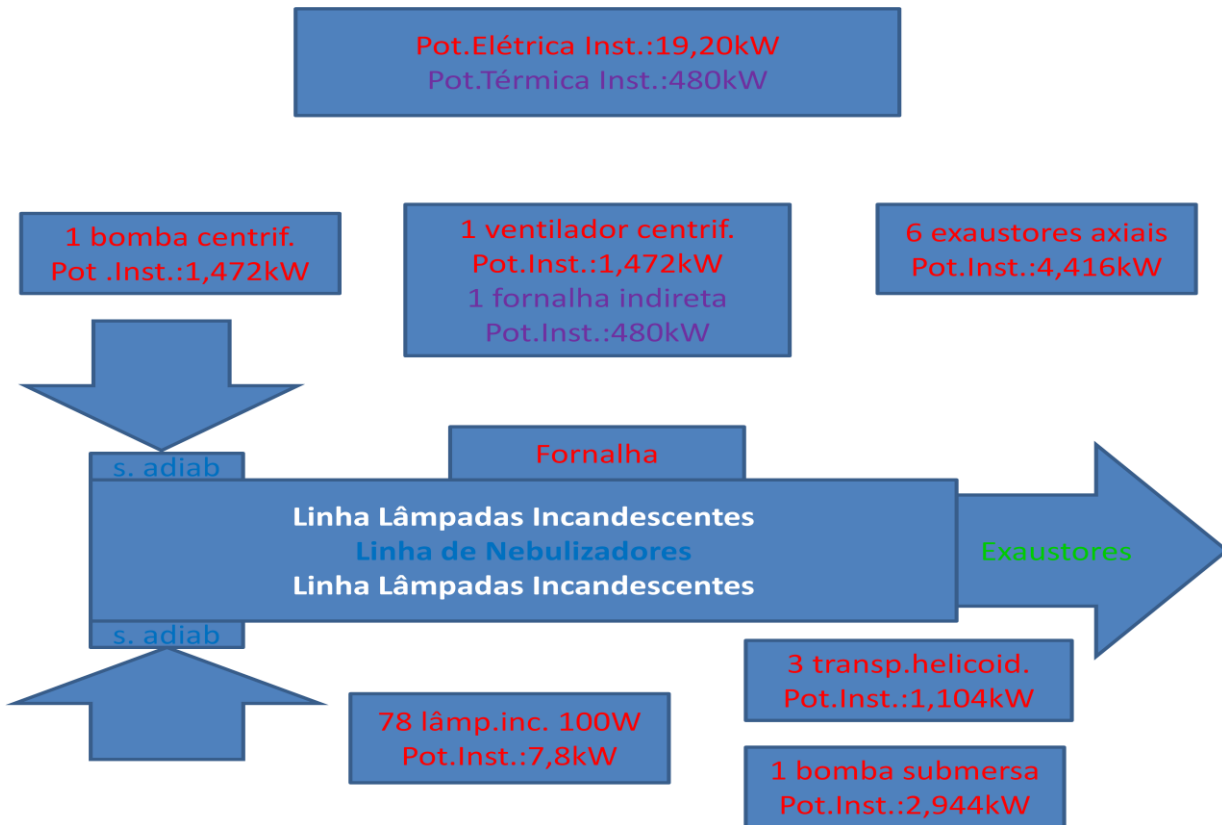 Pot.Elétrica Inst.:19,20kW
Pot.Térmica Inst.:480kW
1 bomba centrif.
Pot .Inst.:1,472kW
1 ventilador centrif.
Pot.Inst.:1,472kW
1 fornalha indireta
Pot.Inst.:480kW
6 exaustores axiais
Pot.Inst.:4,416kW
s. adiab
Fornalha
Linha Lâmpadas Incandescentes
Linha de Nebulizadores
Linha Lâmpadas Incandescentes
Exaustores
s. adiab
78 lâmp.inc. 100W
Pot.Inst.:7,8kW
3 transp.helicoid.
Pot.Inst.:1,104kW
1 bomba submersa
Pot.Inst.:2,944kW